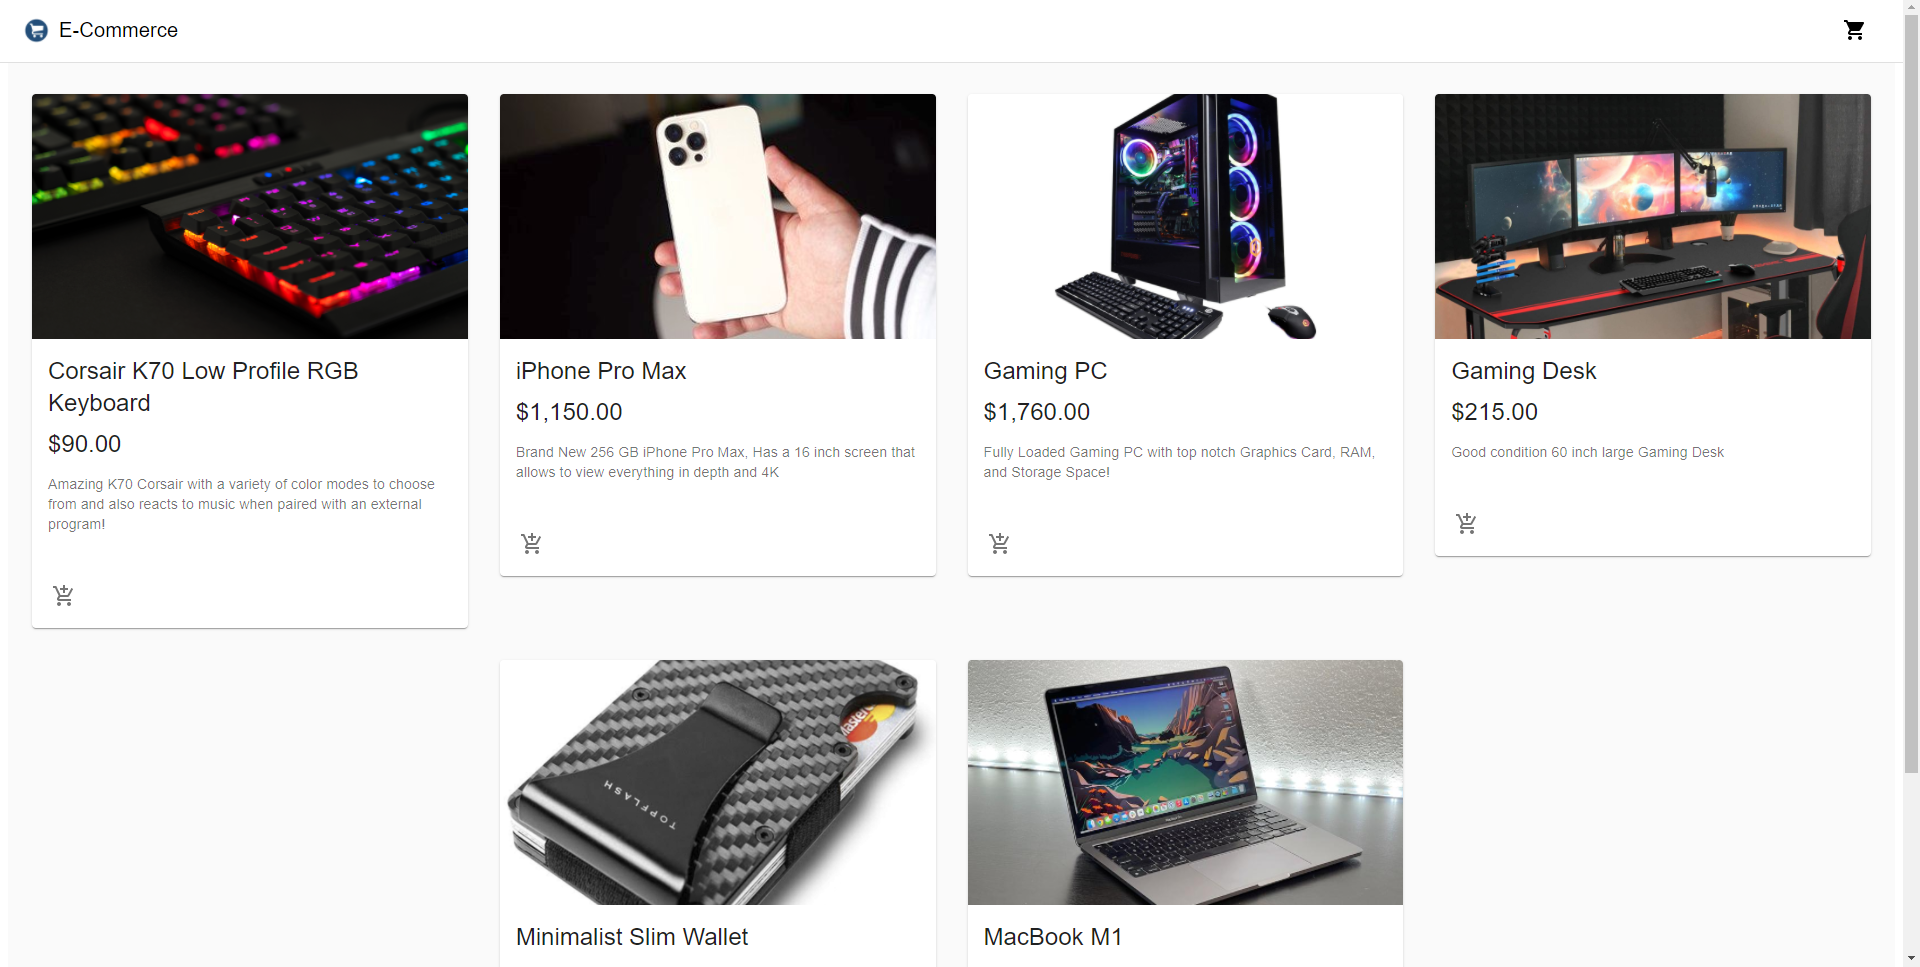 E-Commerce
Corsair K70 Low Profile RGB
Keyboard
$90.00
Amazing K70 Corsair with a variety of color modes to choose
from and also reacts to music when paired with an external
program!
iPhone Pro Max
$1,150.00
Brand New 256 GB iPhone Pro Max, Has a 16 inch screen that
allows to view everything in depth and 4K
Gaming PC
$1,760.00
Fully Loaded Gaming PC with top notch Graphics Card, RAM,
and Storage Space!
Gaming Desk
$215.00
Good condition 60 inch large Gaming Desk
TOPFLASH
Minimalist Slim Wallet
MacBook M1